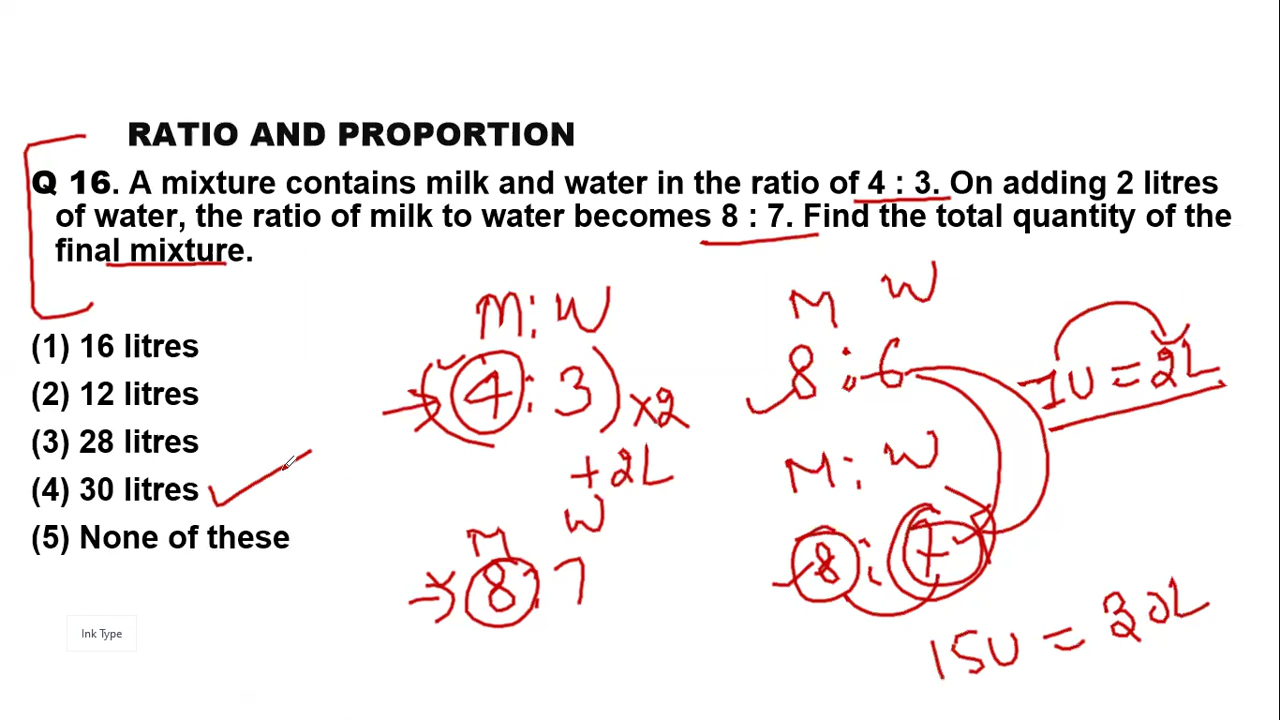 RATIO AND PROPORTION
Q 16. A mixture contains milk and water in the ratio of 4 : 3. On adding 2 litres
of water, the ratio of milk to water becomes 8 : 7. Find the total quantity of the
final mixture.
(1) 16 litres
(2) 12 litres
(3) 28 litres
(4) 30 litres
(5) None of these
M : W
(4 : 3) x2
+2L
M W
8 : 7
M W
8 : 6
1U = 2L
M : W
8 : 7
15U = 30L
Ink Type